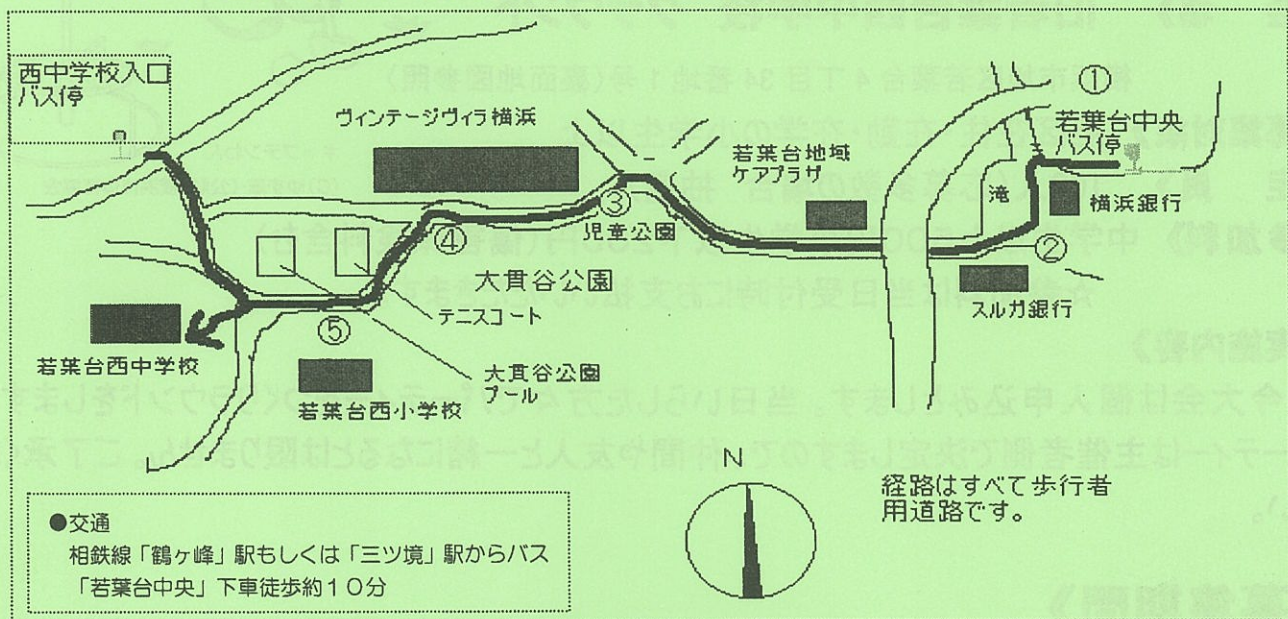 西中学校入口
バス停
ヴィンテージヴィラ横浜
①
若葉台中央
バス停
若葉台地域
ケアプラザ
滝
横浜銀行
③
児童公園
④
②
大貫谷公園
スルガ銀行
テニスコート
⑤
若葉台西中学校
大貫谷公園
プール
若葉台西小学校
N
経路はすべて歩行者
用道路です。
●交通
相鉄線「鶴ヶ峰」駅もしくは「三ツ境」駅からバス
「若葉台中央」下車徒歩約10分